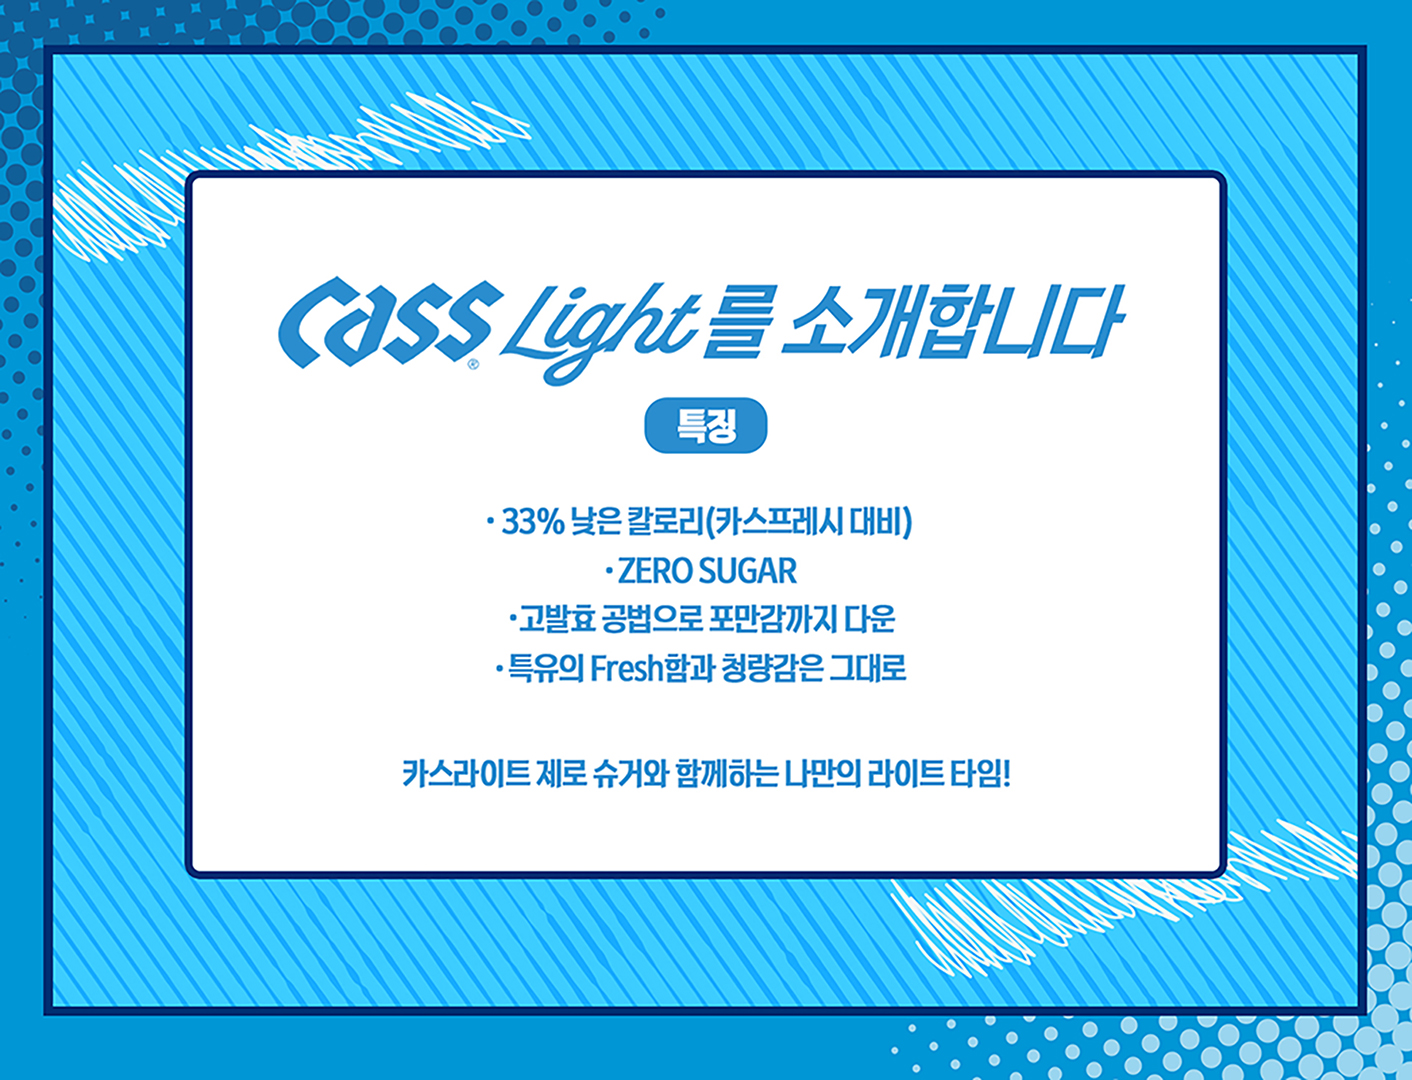 Cass Light를 소개합니다
특징
· 33% 낮은 칼로리(카스프레시 대비)
· ZERO SUGAR
· 고발효 공법으로 포만감까지 다운
· 특유의 Fresh함과 청량감은 그대로
카스라이트 제로 슈거와 함께하는 나만의 라이트 타임!